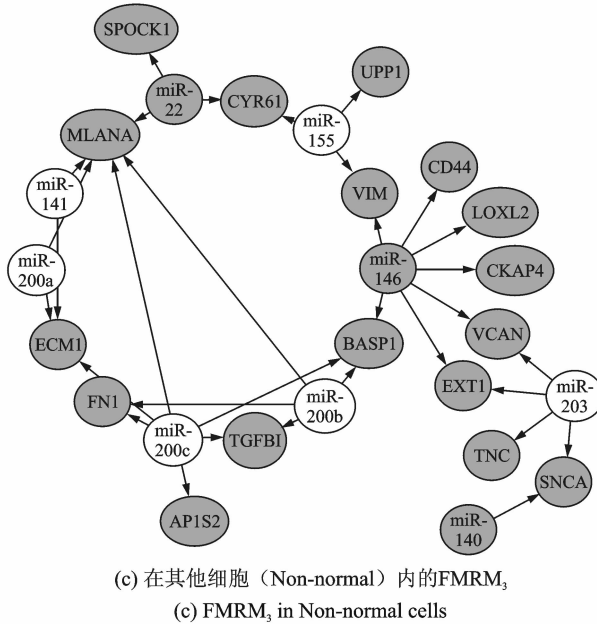 SPOCK1
miR-
22
CYR61
UPP1
miR-
155
MLANA
miR-
141
VIM
CD44
LOXL2
miR-
200a
miR-
146
CKAP4
VCAN
ECM1
BASP1
EXT1
FN1
miR-
200b
miR-
203
miR-
200c
TGFBI
TNC
SNCA
AP1S2
miR-
140
(c) 在其他细胞（Non-normal）内的FMRM₃
(c) FMRM₃ in Non-normal cells